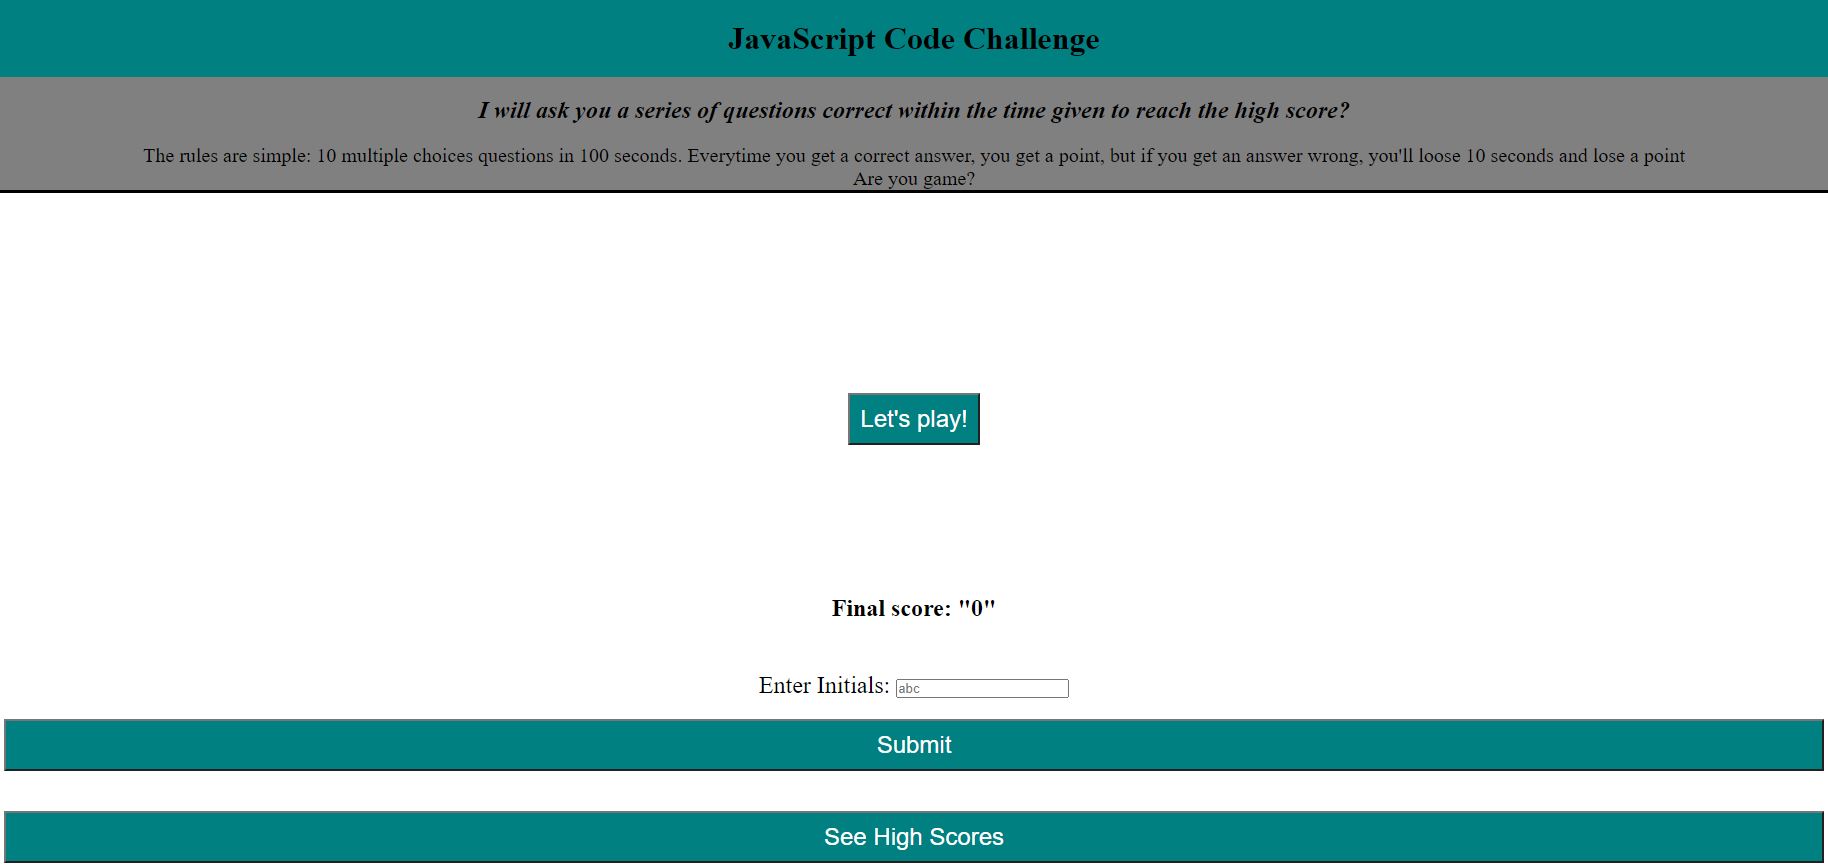 JavaScript Code Challenge
I will ask you a series of questions correct within the time given to reach the high score?
The rules are simple: 10 multiple choices questions in 100 seconds. Everytime you get a correct answer, you get a point, but if you get an answer wrong, you'll loose 10 seconds and lose a point
Are you game?
Let's play!
Final score: "0"
Enter Initials: abc
Submit
See High Scores